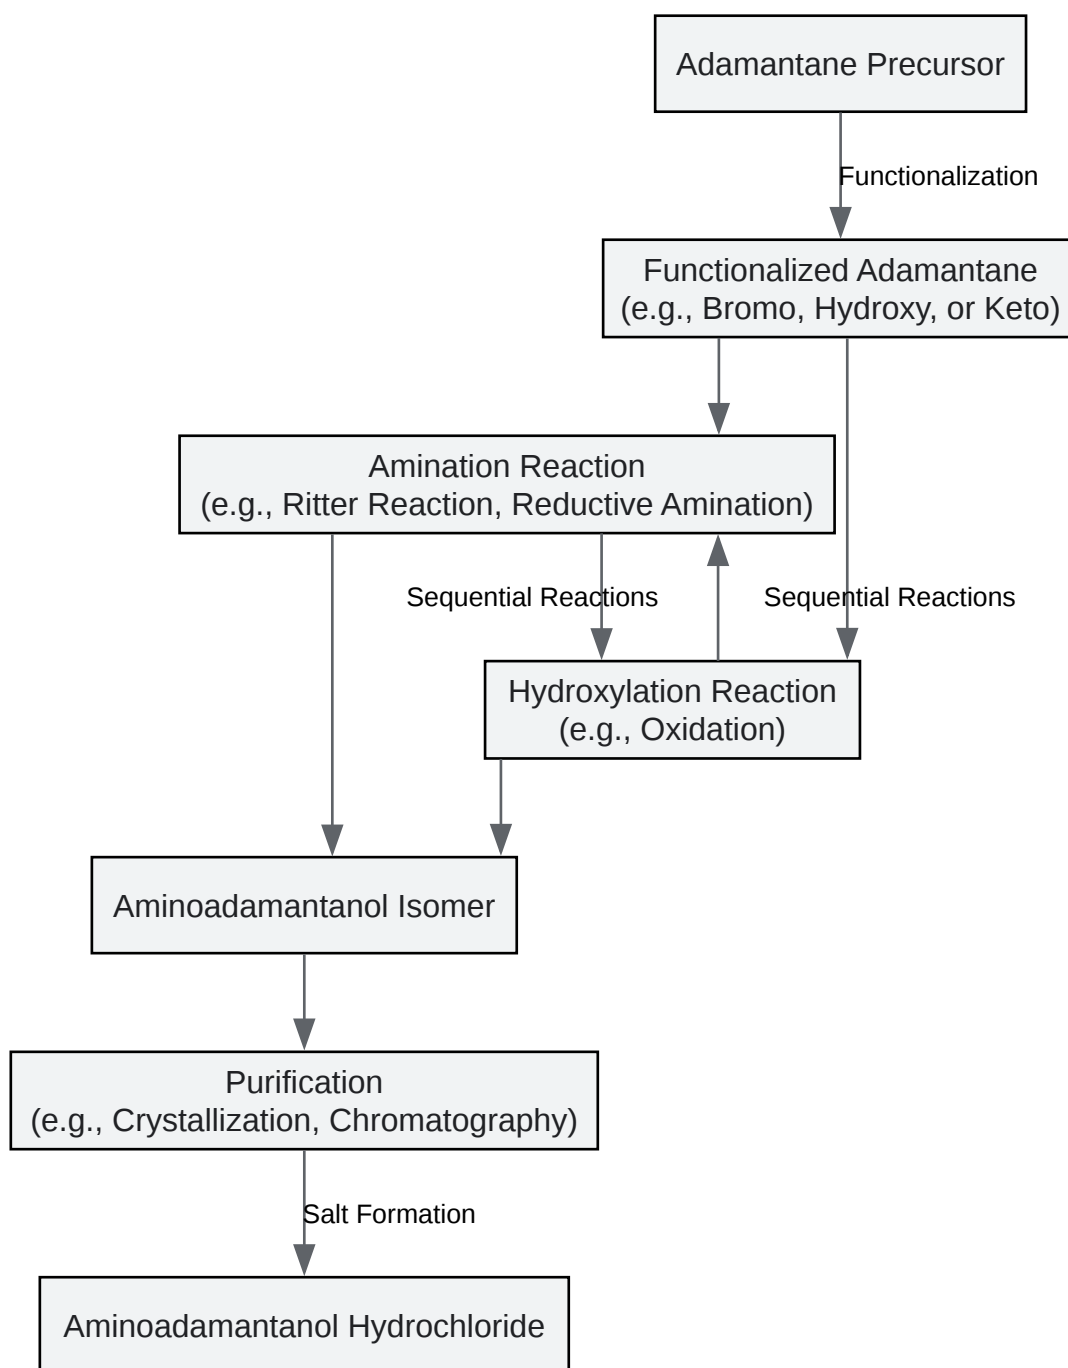 Adamantane Precursor
Functionalization
Functionalized Adamantane
(e.g., Bromo, Hydroxy, or Keto)
Amination Reaction
(e.g., Ritter Reaction, Reductive Amination)
Sequential Reactions
Sequential Reactions
Hydroxylation Reaction
(e.g., Oxidation)
Aminoadamantanol Isomer
Purification
(e.g., Crystallization, Chromatography)
Salt Formation
Aminoadamantanol Hydrochloride